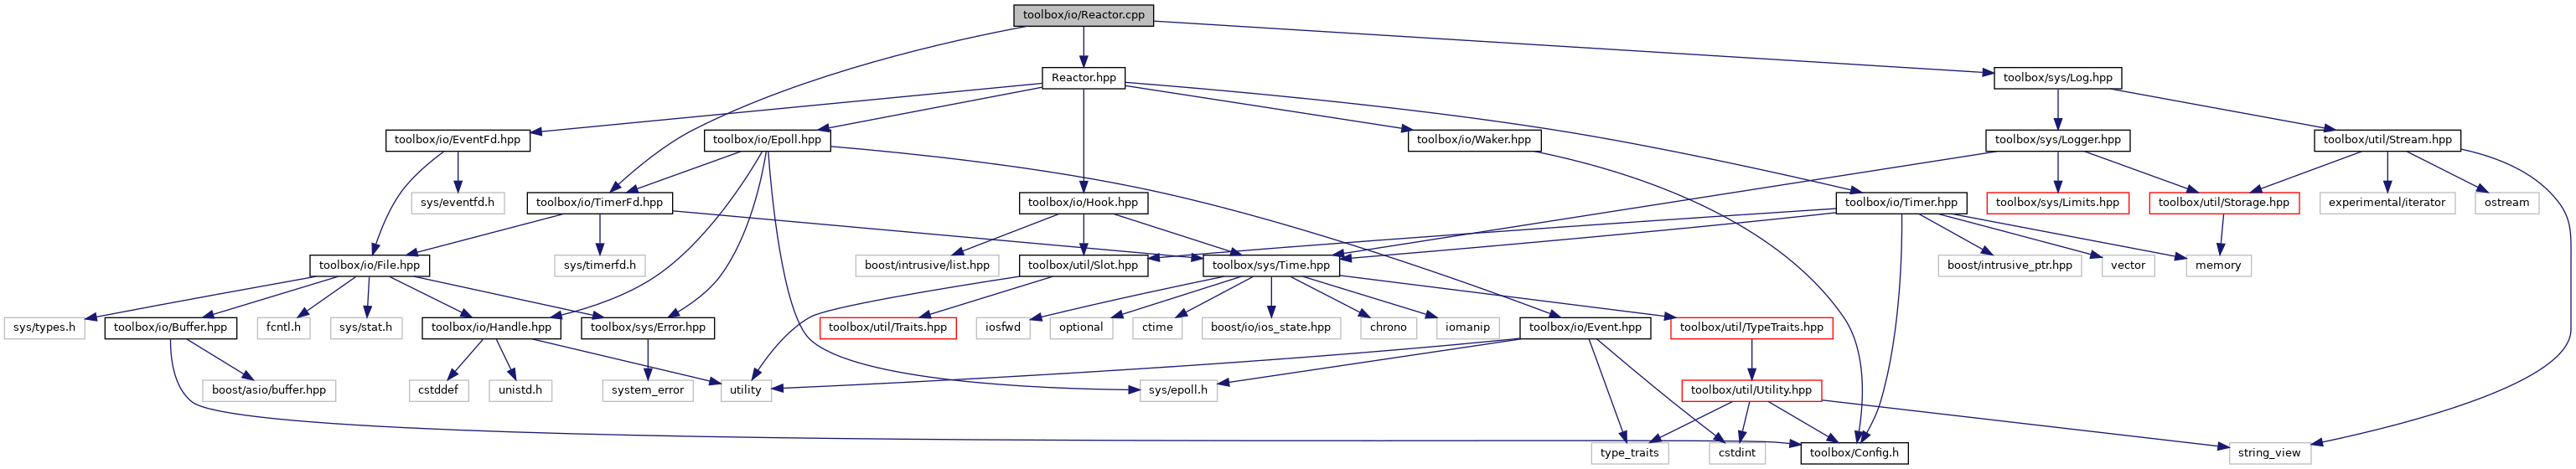 toolbox/io/Reactor.cpp
Reactor.hpp
toolbox/sys/Log.hpp
toolbox/io/EventFd.hpp
toolbox/io/Epoll.hpp
toolbox/io/Waker.hpp
toolbox/sys/Logger.hpp
toolbox/util/Stream.hpp
sys/eventfd.h
toolbox/io/TimerFd.hpp
toolbox/io/Hook.hpp
toolbox/io/Timer.hpp
toolbox/sys/Limits.hpp
toolbox/util/Storage.hpp
experimental/iterator
ostream
toolbox/io/File.hpp
sys/timerfd.h
boost/intrusive/list.hpp
toolbox/util/Slot.hpp
toolbox/sys/Time.hpp
boost/intrusive_ptr.hpp
vector
memory
sys/types.h
toolbox/io/Buffer.hpp
fcntl.h
sys/stat.h
toolbox/io/Handle.hpp
toolbox/sys/Error.hpp
toolbox/util/Traits.hpp
iosfwd
optional
ctime
boost/io/ios_state.hpp
chrono
iomanip
toolbox/io/Event.hpp
toolbox/util/TypeTraits.hpp
boost/asio/buffer.hpp
cstddef
unistd.h
system_error
utility
sys/epoll.h
toolbox/util/Utility.hpp
type_traits
cstdint
toolbox/Config.h
string_view